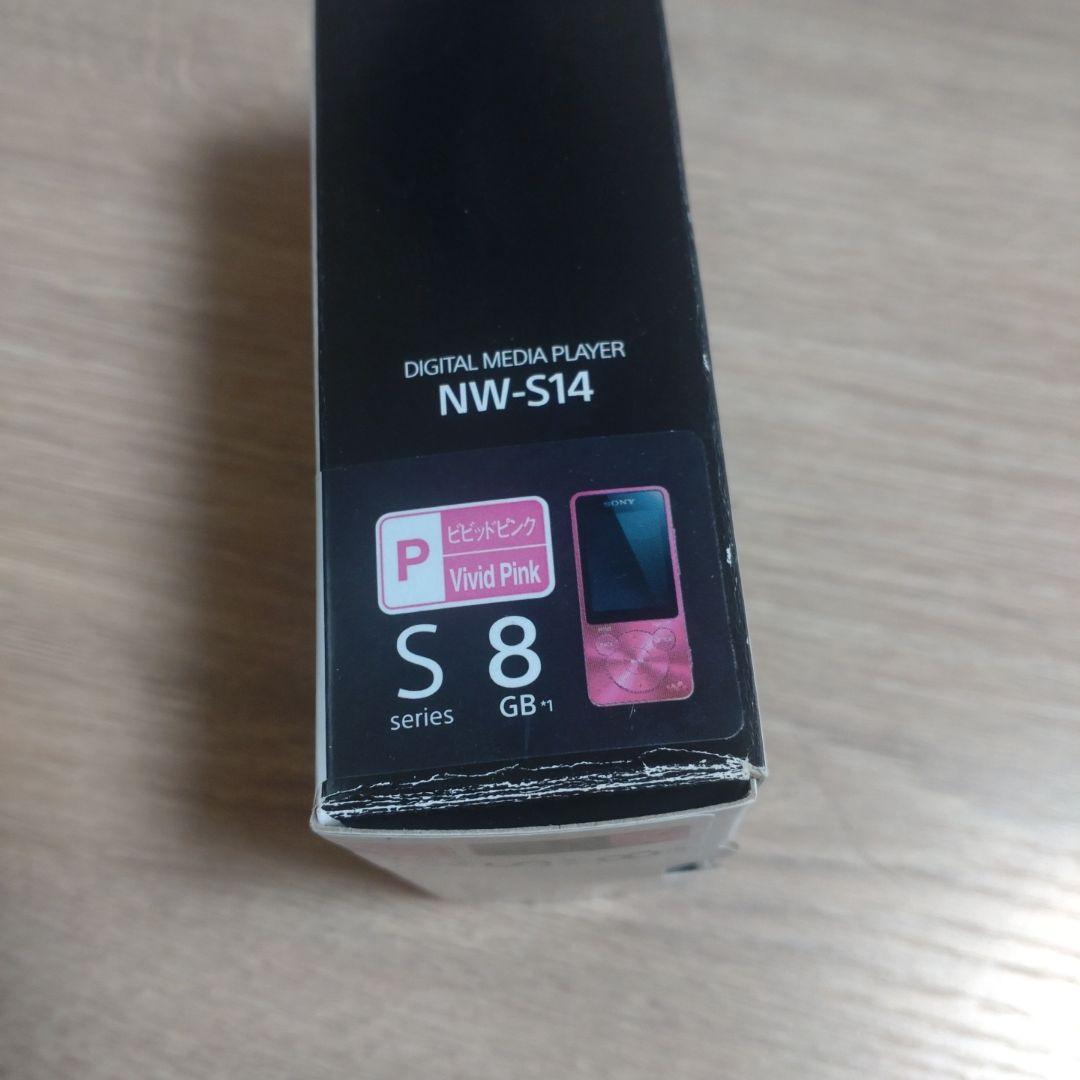 DIGITAL MEDIA PLAYER
NW-S14
P
ビビッドピンク
Vivid Pink
SONY
S
series
8
GB *1